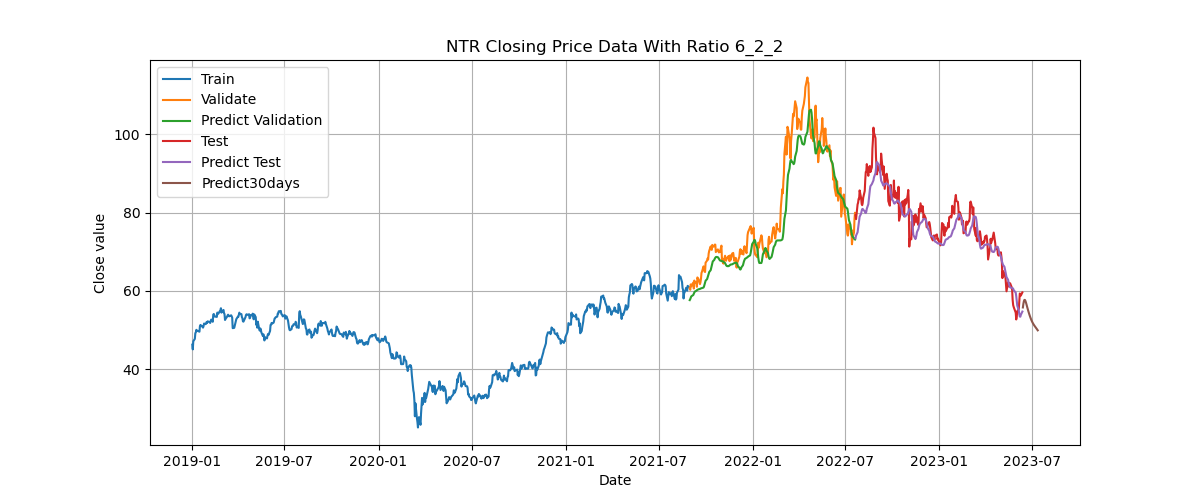 NTR Closing Price Data With Ratio 6_2_2
Train
Validate
Predict Validation
Test
Predict Test
Predict30days
Close value
100
80
60
40
2019-01 2019-07 2020-01 2020-07 2021-01 2021-07 2022-01 2022-07 2023-01 2023-07
Date